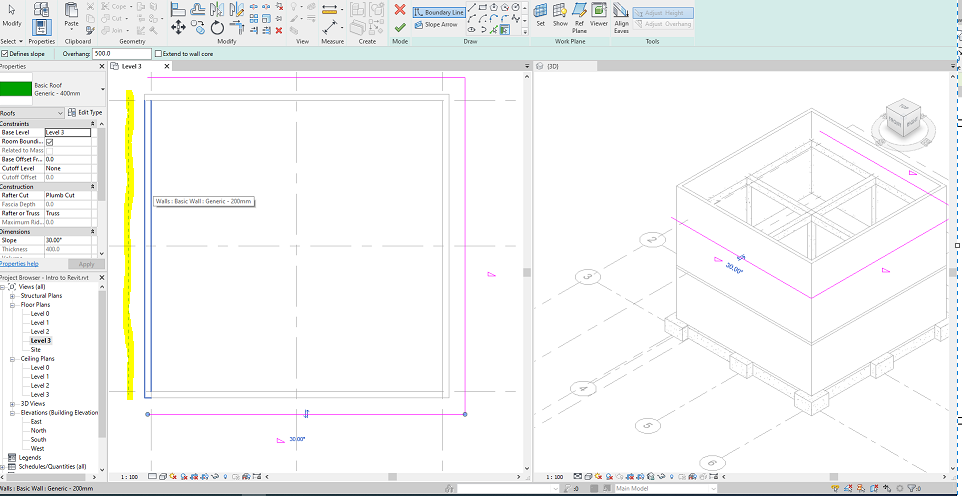 Modify
Paste
Cope
Cut
Join
Boundary Line
Slope Arrow
Set Show Ref Plane Viewer Align Eaves
Adjust Height
Adjust Overhang
Select Properties Clipboard Geometry Modify View Measure Create Mode Draw Work Plane Tools
Defines slope Overhang: 500.0 Extend to wall core
Properties
Basic Roof
Generic - 400mm
Roofs
Edit Type
Constraints
Base Level Level 3
Room Boundi...
Related to Mass
Base Offset Fr... 0.0
Cutoff Level None
Cutoff Offset 0.0
Construction
Rafter Cut Plumb Cut
Fascia Depth 0.0
Rafter or Truss Truss
Maximum Rid... 0.0
Dimensions
Slope 30.00°
Thickness 400.0
Properties help Apply
Project Browser - Intro to Revit.rvt
Views (all)
Structural Plans
Floor Plans
Level 0
Level 1
Level 2
Level 3
Site
Ceiling Plans
Level 0
Level 1
Level 2
Level 3
3D Views
Elevations (Building Elevation
East
North
South
West
Legends
Schedules/Quantities (all)
Level 3
Walls : Basic Wall : Generic - 200mm
30.00°
1 : 100
{3D}
30.00°
2
3
4
5
6
1 : 100
Walls : Basic Wall : Generic - 200mm
:0
Main Model
:0